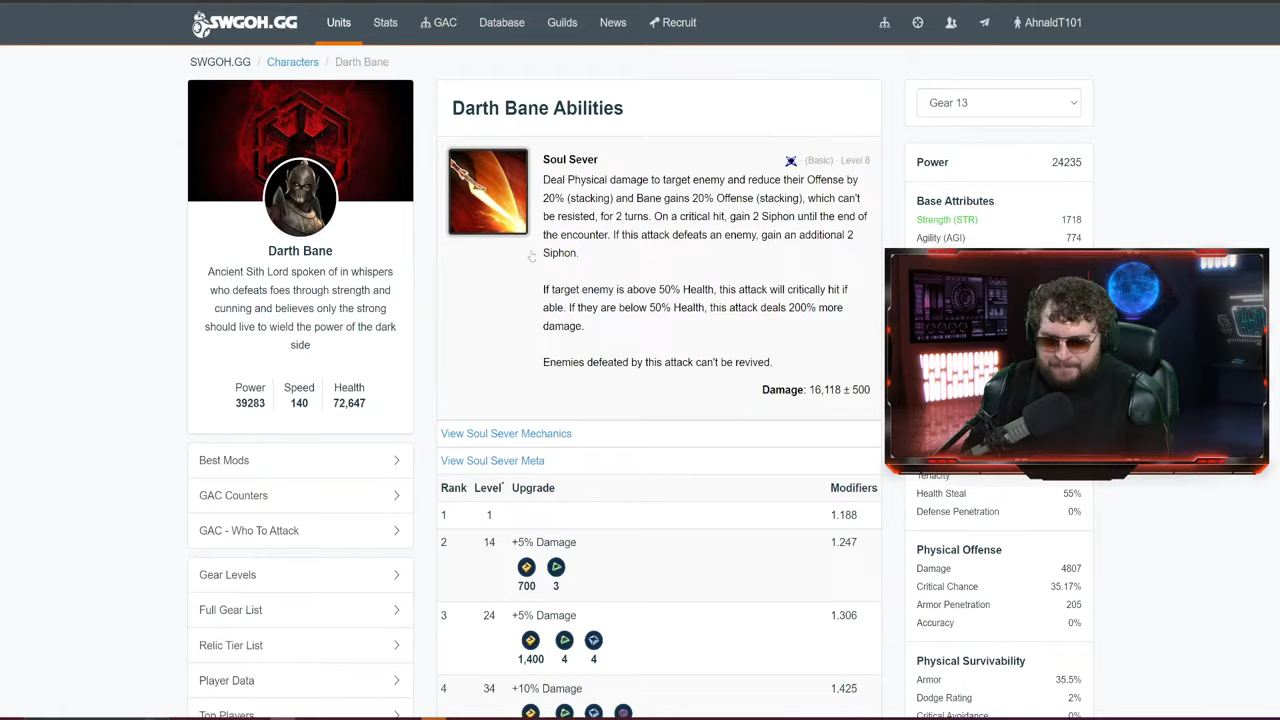 SWGOH.GG
Units
Stats
GAC
Database
Guilds
News
Recruit
AhnaldT101
SWGOH.GG / Characters / Darth Bane
Darth Bane
Ancient Sith Lord spoken of in whispers
who defeats foes through strength and
cunning and believes only the strong
should live to wield the power of the dark
side
Power Speed Health
39283 140 72,647
Best Mods
GAC Counters
GAC - Who To Attack
Gear Levels
Full Gear List
Relic Tier List
Player Data
Top Players
Darth Bane Abilities
Soul Sever
(Basic) · Level 8
Deal Physical damage to target enemy and reduce their Offense by
20% (stacking) and Bane gains 20% Offense (stacking), which can't
be resisted, for 2 turns. On a critical hit, gain 2 Siphon until the end of
the encounter. If this attack defeats an enemy, gain an additional 2
Siphon.
If target enemy is above 50% Health, this attack will critically hit if
able. If they are below 50% Health, this attack deals 200% more
damage.
Enemies defeated by this attack can't be revived.
Damage: 16,118 ± 500
View Soul Sever Mechanics
View Soul Sever Meta
Rank Level* Upgrade Modifiers
1 1 1.188
2 14 +5% Damage 1.247
700 3
3 24 +5% Damage 1.306
1,400 4 4
4 34 +10% Damage 1.425
Gear 13
Power 24235
Base Attributes
Strength (STR) 1718
Agility (AGI) 774
Tenacity
Health Steal 55%
Defense Penetration 0%
Physical Offense
Damage 4807
Critical Chance 35.17%
Armor Penetration 205
Accuracy 0%
Physical Survivability
Armor 35.5%
Dodge Rating 2%
Critical Avoidance 0%